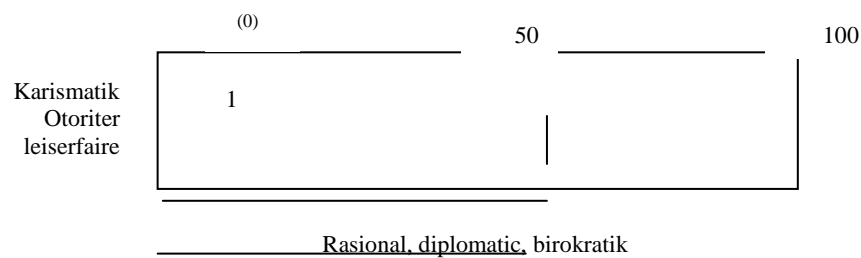 (0)
50 100
Karismatik
Otoriter
leiserfaire
1
Rasional, diplomatic, birokratik